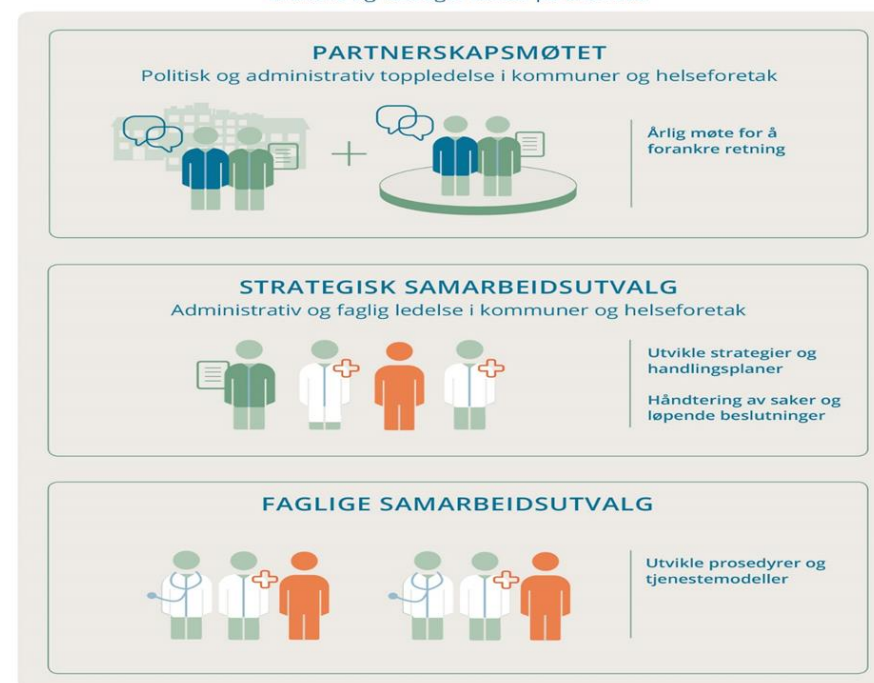 PARTNERSKAPSMØTET
Politisk og administrativ toppledelse i kommuner og helseforetak
Årlig møte for å
forankre retning
STRATEGISK SAMARBEIDSUTVALG
Administrativ og faglig ledelse i kommuner og helseforetak
Utvikle strategier og
handlingsplaner
Håndtering av saker og
løpende beslutninger
FAGLIGE SAMARBEIDSUTVALG
Utvikle prosedyrer og
tjenestemodeller